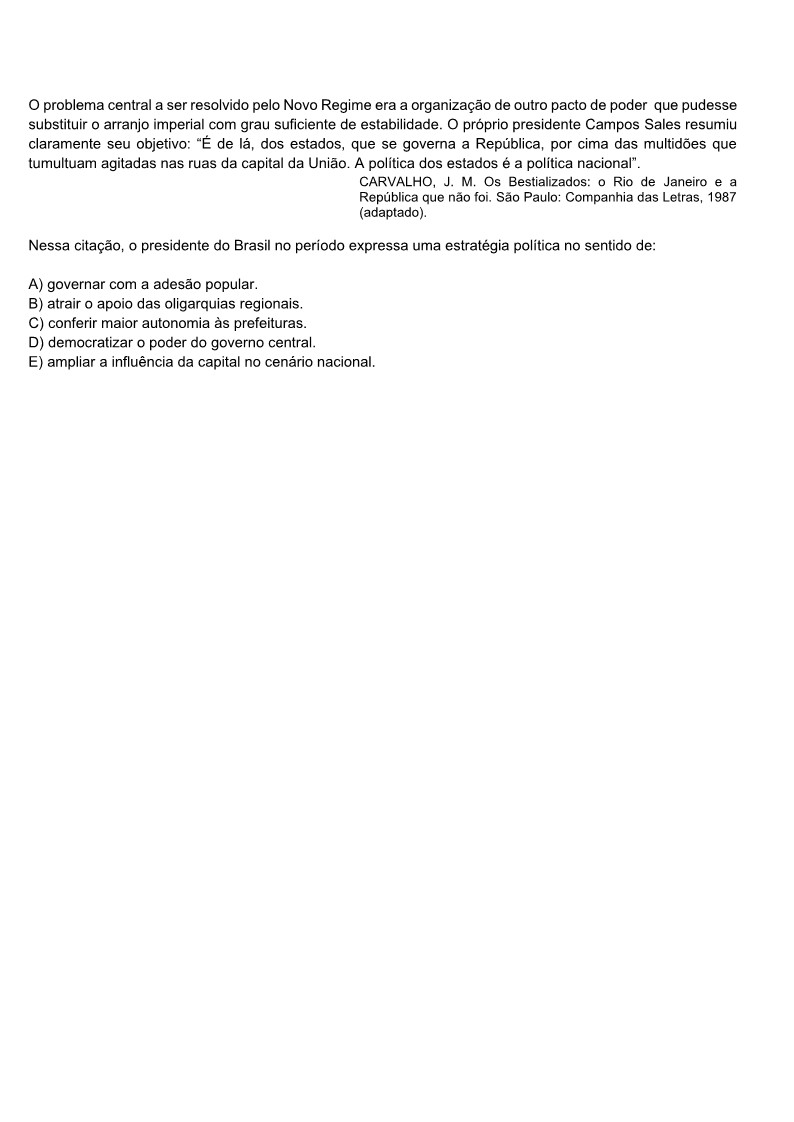 O problema central a ser resolvido pelo Novo Regime era a organização de outro pacto de poder que pudesse
substituir o arranjo imperial com grau suficiente de estabilidade. O próprio presidente Campos Sales resumiu
claramente seu objetivo: “É de lá, dos estados, que se governa a República, por cima das multidões que
tumultuam agitadas nas ruas da capital da União. A política dos estados é a política nacional”.
CARVALHO, J. M. Os Bestializados: o Rio de Janeiro e a
República que não foi. São Paulo: Companhia das Letras, 1987
(adaptado).
Nessa citação, o presidente do Brasil no período expressa uma estratégia política no sentido de:
A) governar com a adesão popular.
B) atrair o apoio das oligarquias regionais.
C) conferir maior autonomia às prefeituras.
D) democratizar o poder do governo central.
E) ampliar a influência da capital no cenário nacional.